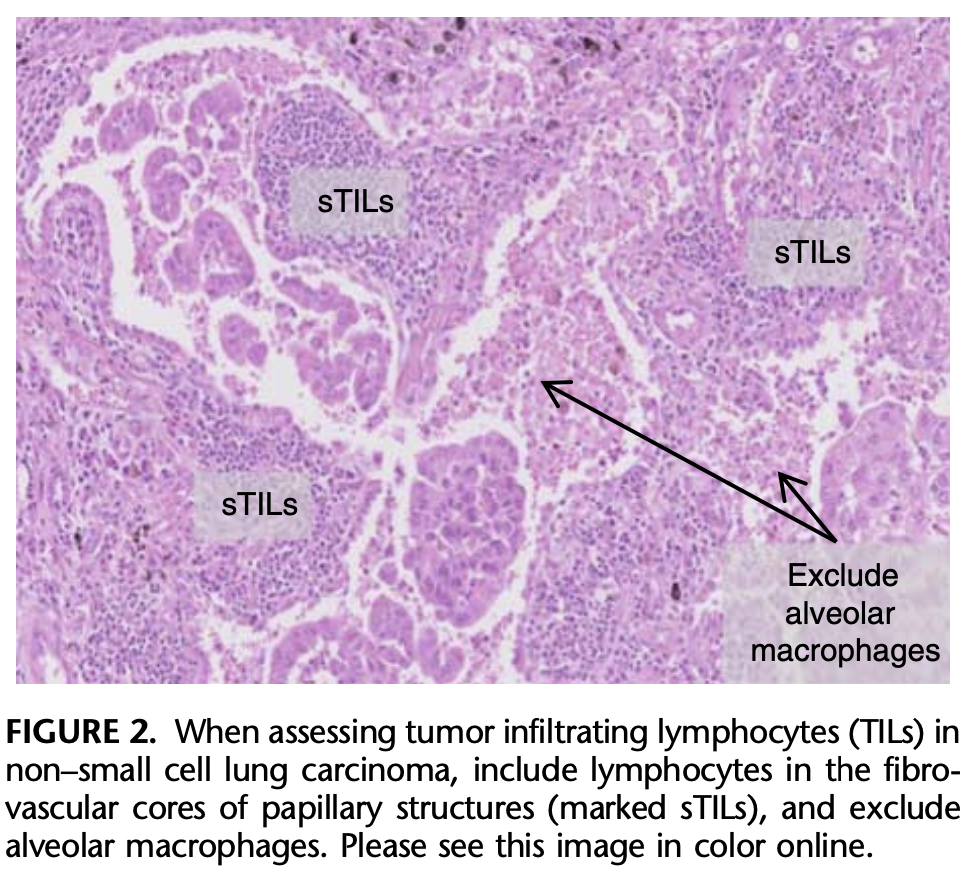 sTILs
sTILs
sTILs
Exclude
alveolar
macrophages
FIGURE 2. When assessing tumor infiltrating lymphocytes (TILs) in
non–small cell lung carcinoma, include lymphocytes in the fibro-
vascular cores of papillary structures (marked sTILs), and exclude
alveolar macrophages. Please see this image in color online.